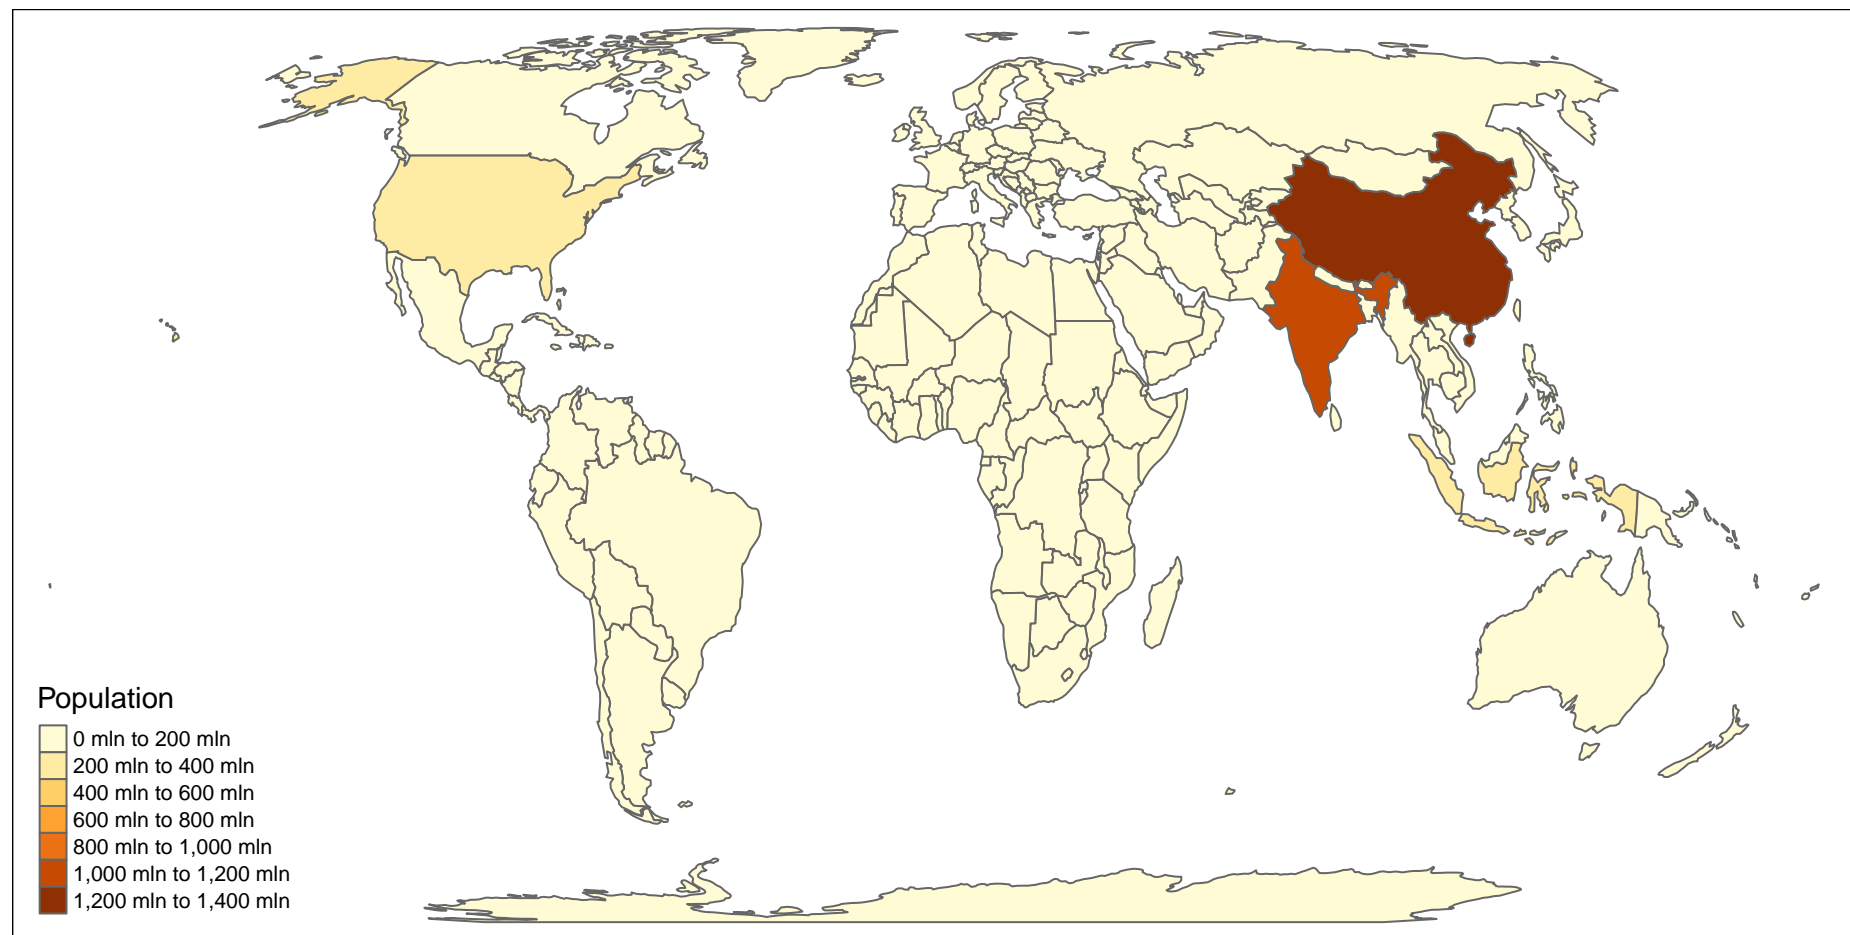 Population
0 mln to 200 mln
200 mln to 400 mln
400 mln to 600 mln
600 mln to 800 mln
800 mln to 1,000 mln
1,000 mln to 1,200 mln
1,200 mln to 1,400 mln